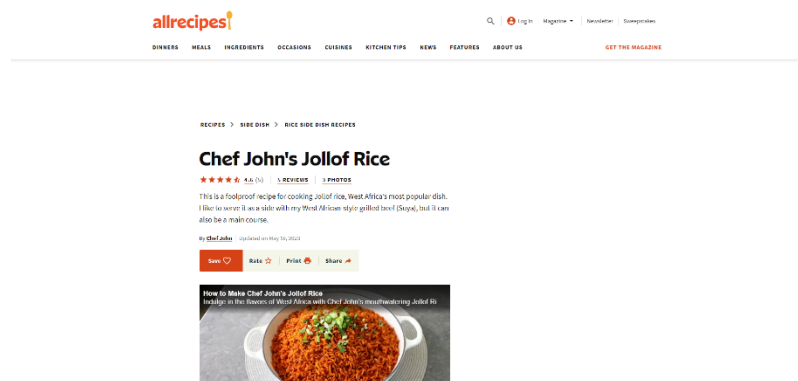 allrecipes
Log In Magazine Newsletter Sweepstakes
DINNERS MEALS INGREDIENTS OCCASIONS CUISINES KITCHEN TIPS NEWS FEATURES ABOUT US GET THE MAGAZINE
RECIPES > SIDE DISH > RICE SIDE DISH RECIPES
Chef John's Jollof Rice
4.6 (5) 5 REVIEWS 3 PHOTOS
This is a foolproof recipe for cooking Jollof rice, West Africa's most popular dish.
I like to serve it as a side with my West African-style grilled beef (Suya), but it can
also be a main course.
By Chef John Updated on May 2023
Save Rate Print Share
How to Make Chef John's Jollof Rice
Indulge in the flavors of West Africa with Chef John's mouthwatering Jollof Ri